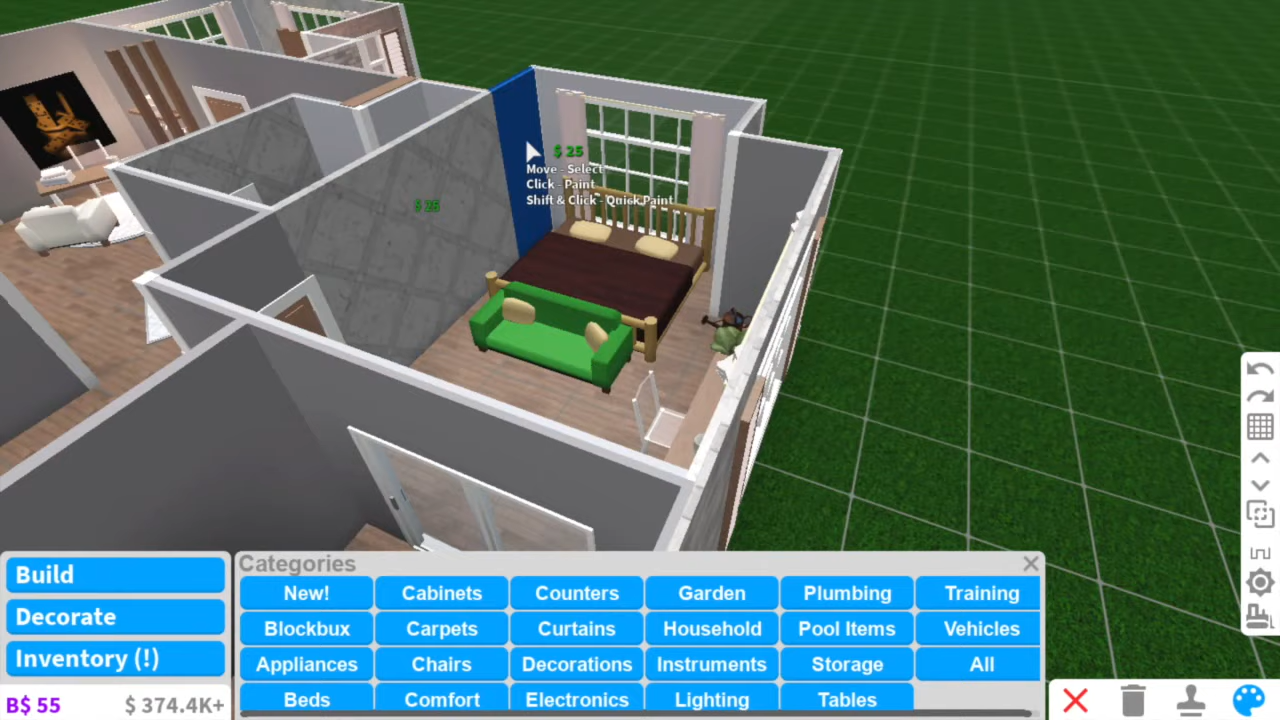 $ 25
Move - Select
Click - Paint
Shift & Click - Quick Paint
$ 25
Build
Decorate
Inventory (!)
B$ 55
$ 374.4K+
Categories
New!
Cabinets
Counters
Garden
Plumbing
Training
Blockbux
Carpets
Curtains
Household
Pool Items
Vehicles
Appliances
Chairs
Decorations
Instruments
Storage
All
Beds
Comfort
Electronics
Lighting
Tables